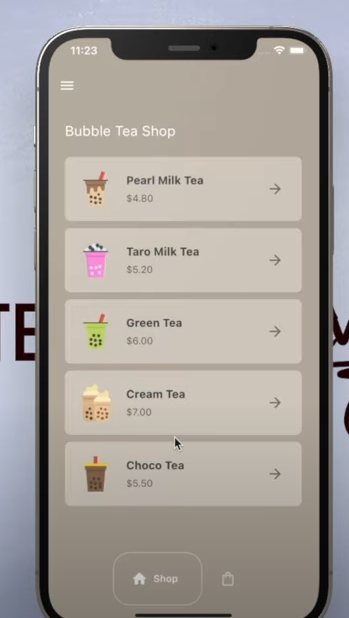 11:23
Bubble Tea Shop
Pearl Milk Tea
$4.80
Taro Milk Tea
$5.20
Green Tea
$6.00
Cream Tea
$7.00
Choco Tea
$5.50
Shop